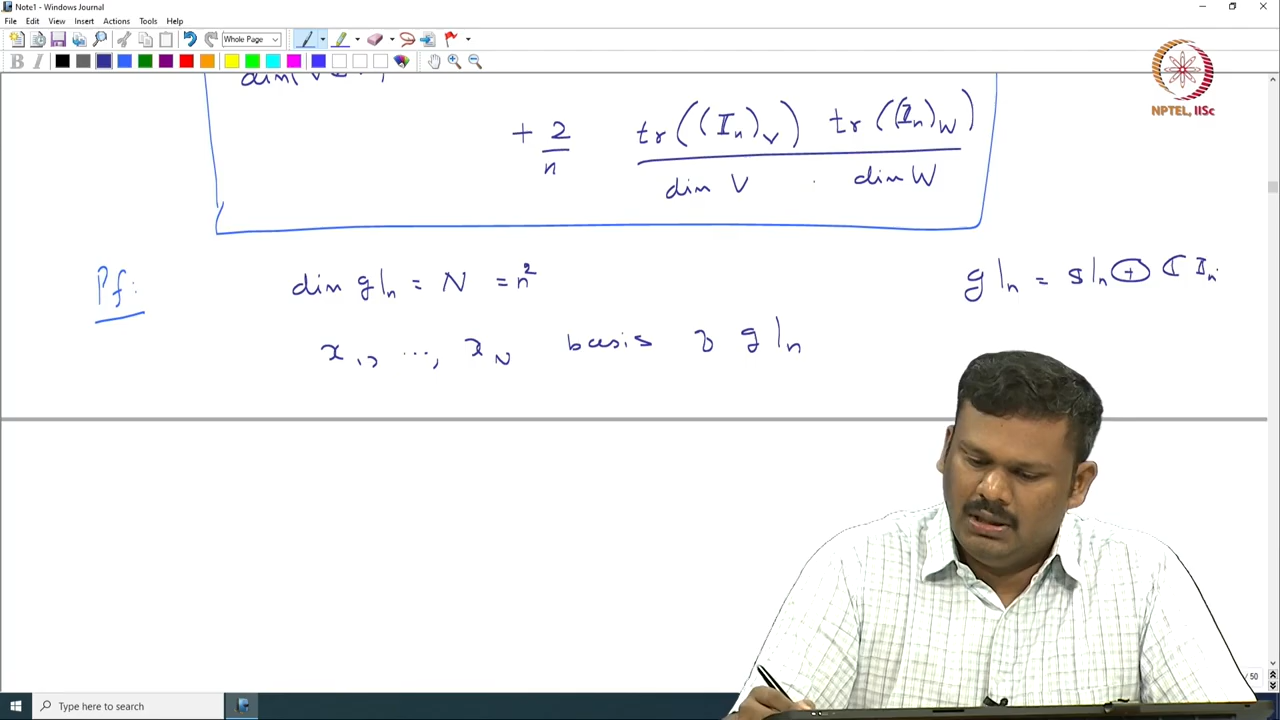 Note1 - Windows Journal
File Edit View Insert Actions Tools Help
Whole Page
B I
NPTEL, IISc
+ 2/n tr((I_n)_V) tr((I_n)_W) / dim V . dim W
Pf: dim gl_n = N = n^2
gl_n = sl_n ⊕ ℂ I_n.
x_1, ..., x_N basis of gl_n
/ 50
Type here to search